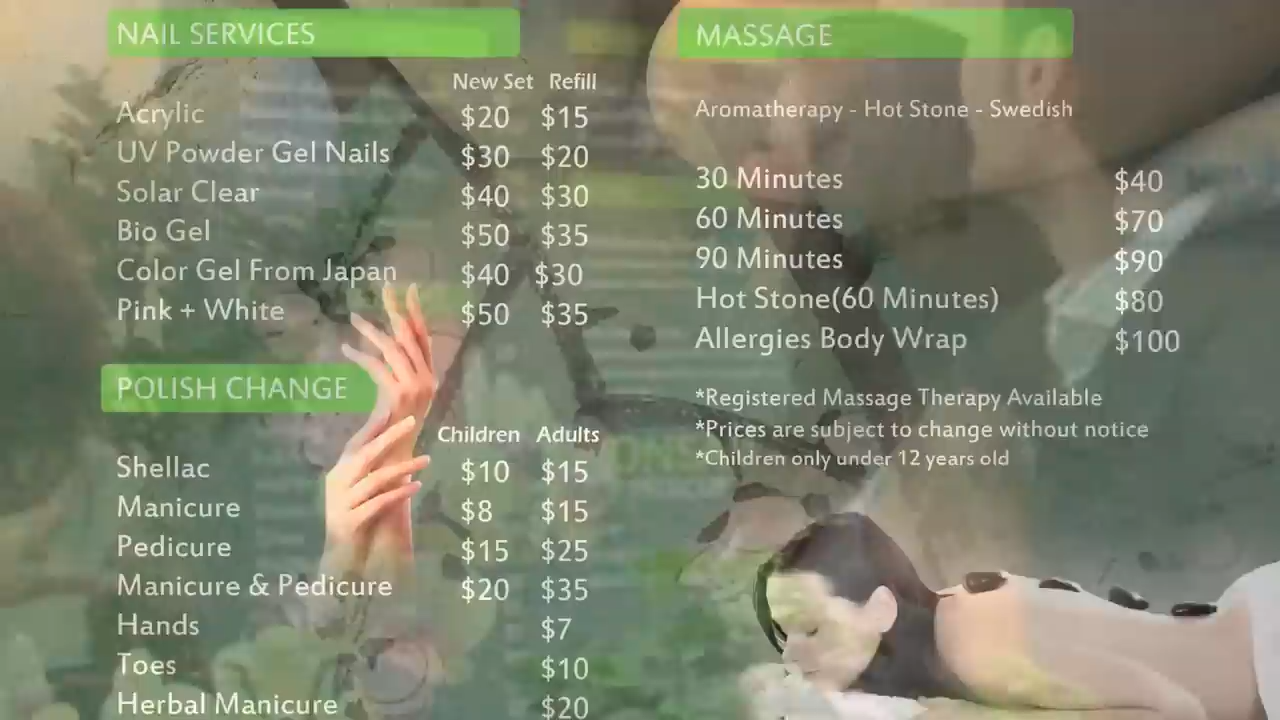 NAIL SERVICES
New Set Refill
Acrylic $20 $15
UV Powder Gel Nails $30 $20
Solar Clear $40 $30
Bio Gel $50 $35
Color Gel From Japan $40 $30
Pink + White $50 $35
POLISH CHANGE
Children Adults
Shellac $10 $15
Manicure $8 $15
Pedicure $15 $25
Manicure & Pedicure $20 $35
Hands $7
Toes $10
Herbal Manicure $20
MASSAGE
Aromatherapy - Hot Stone - Swedish
30 Minutes $40
60 Minutes $70
90 Minutes $90
Hot Stone(60 Minutes) $80
Allergies Body Wrap $100
*Registered Massage Therapy Available
*Prices are subject to change without notice
*Children only under 12 years old